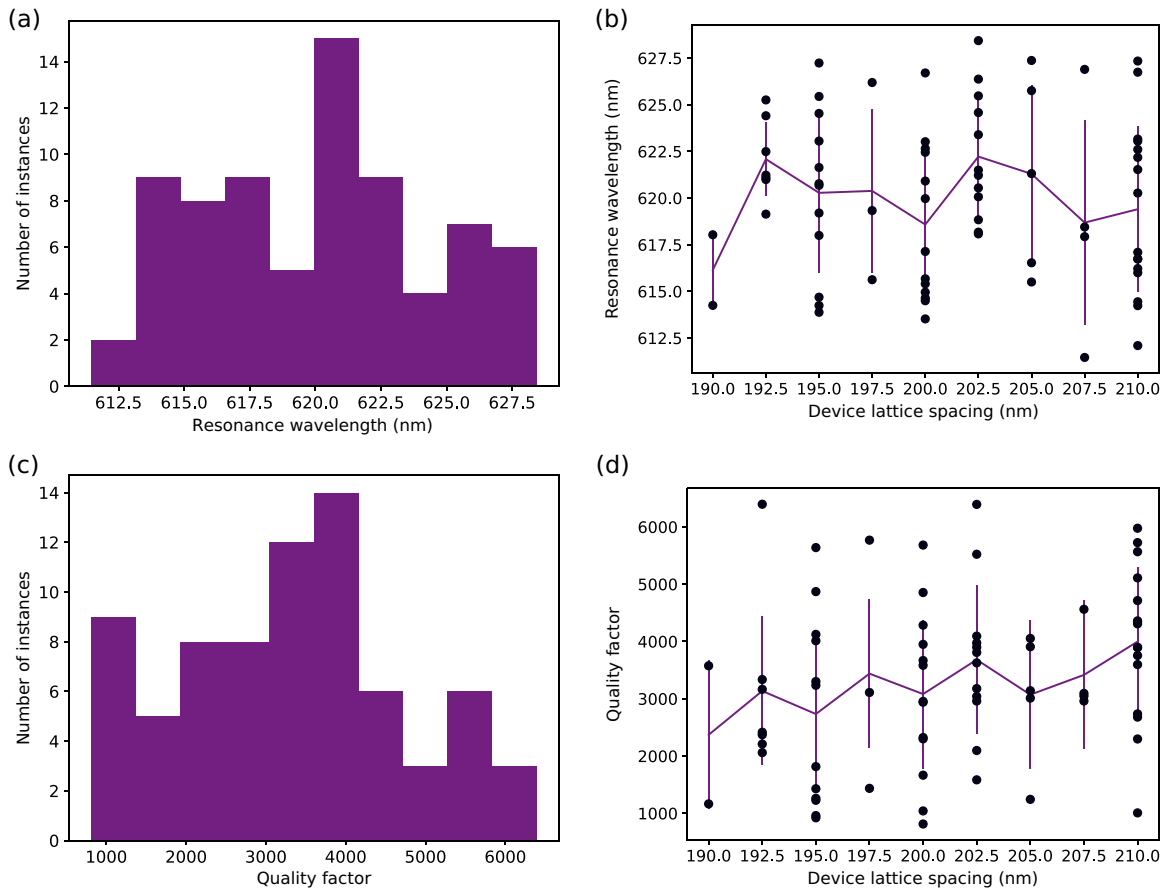 (a)
14
12
10
8
6
4
2
0
Number of instances
612.5 615.0 617.5 620.0 622.5 625.0 627.5
Resonance wavelength (nm)
(b)
627.5
625.0
622.5
620.0
617.5
615.0
612.5
Resonance wavelength (nm)
190.0 192.5 195.0 197.5 200.0 202.5 205.0 207.5 210.0
Device lattice spacing (nm)
(c)
14
12
10
8
6
4
2
0
Number of instances
1000 2000 3000 4000 5000 6000
Quality factor
(d)
6000
5000
4000
3000
2000
1000
Quality factor
190.0 192.5 195.0 197.5 200.0 202.5 205.0 207.5 210.0
Device lattice spacing (nm)